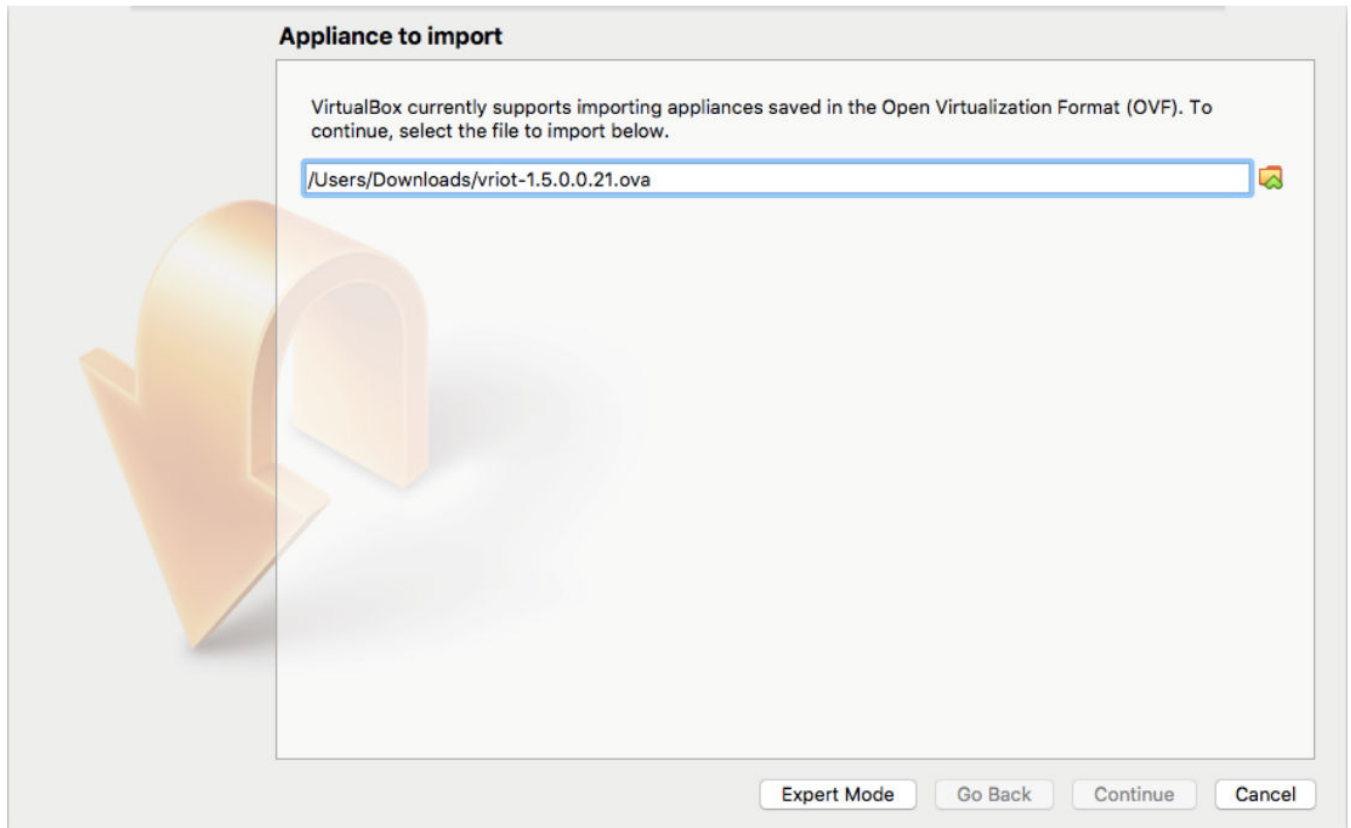 Appliance to import
VirtualBox currently supports importing appliances saved in the Open Virtualization Format (OVF). To
continue, select the file to import below.
/Users/Downloads/vriot-1.5.0.0.21.ova
Expert Mode
Go Back
Continue
Cancel